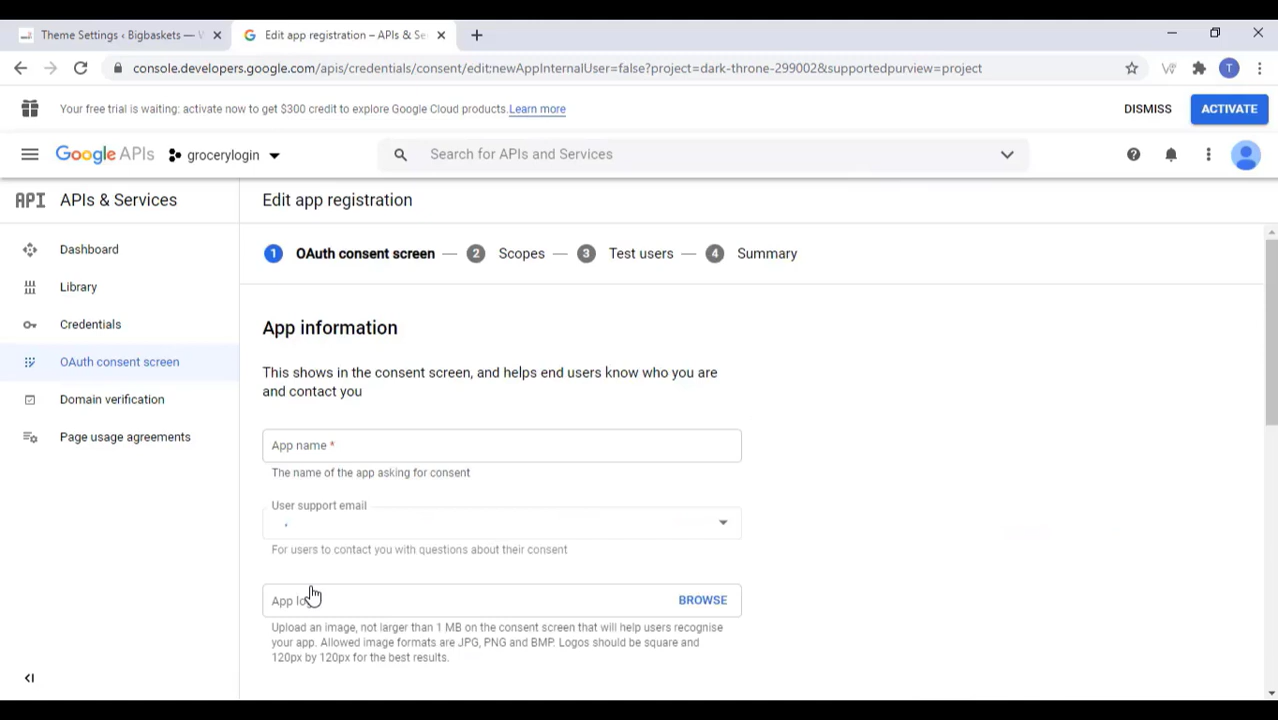 Theme Settings ‹ Bigbaskets —
Edit app registration – APIs & Se
console.developers.google.com/apis/credentials/consent/edit:newAppInternalUser=false?project=dark-throne-299002&supportedpurview=project
T
Your free trial is waiting: activate now to get $300 credit to explore Google Cloud products. Learn more
DISMISS
ACTIVATE
Google APIs
grocerylogin
Search for APIs and Services
API APIs & Services
Edit app registration
Dashboard
Library
Credentials
OAuth consent screen
Domain verification
Page usage agreements
1 OAuth consent screen — 2 Scopes — 3 Test users — 4 Summary
App information
This shows in the consent screen, and helps end users know who you are
and contact you
App name *
The name of the app asking for consent
User support email
For users to contact you with questions about their consent
App
BROWSE
Upload an image, not larger than 1 MB on the consent screen that will help users recognise
your app. Allowed image formats are JPG, PNG and BMP. Logos should be square and
120px by 120px for the best results.